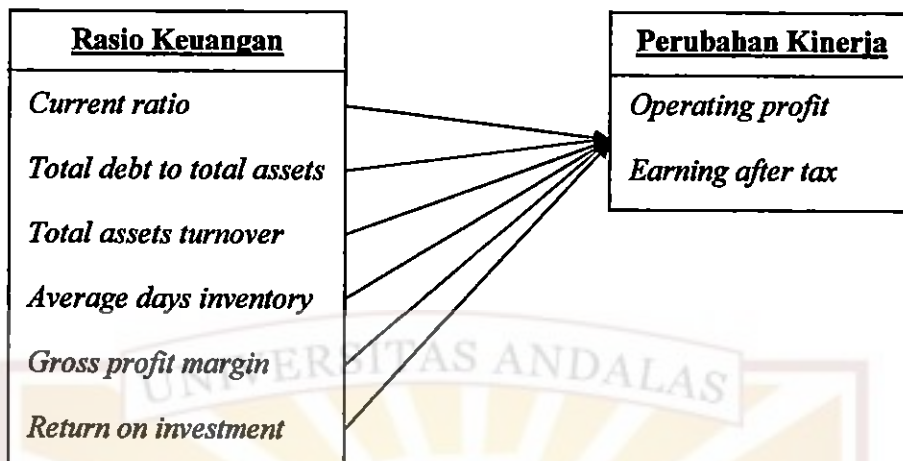 Rasio Keuangan
Current ratio
Total debt to total assets
Total assets turnover
Average days inventory
Gross profit margin
Return on investment
Perubahan Kinerja
Operating profit
Earning after tax
UNIVERSITAS ANDALAS